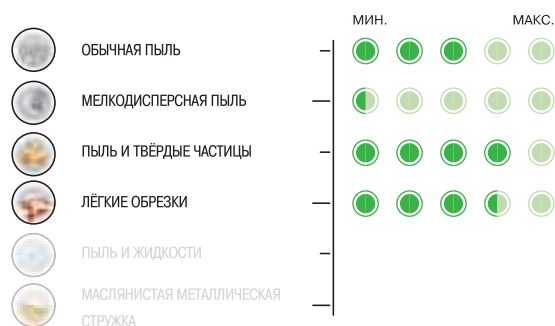 МИН. МАКС.
ОБЫЧНАЯ ПЫЛЬ
МЕЛКОДИСПЕРСНАЯ ПЫЛЬ
ПЫЛЬ И ТВЁРДЫЕ ЧАСТИЦЫ
ЛЁГКИЕ ОБРЕЗКИ
ПЫЛЬ И ЖИДКОСТИ
МАСЛЯНИСТАЯ МЕТАЛЛИЧЕСКАЯ
СТРУЖКА